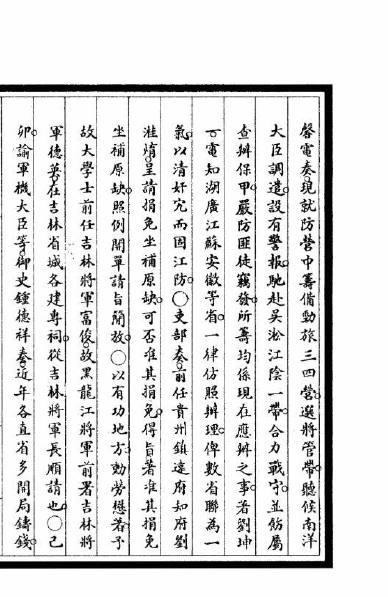 馨電奏現就防營中籌備勁旅三四營選將管帶聽候南洋
大臣調遣設有警報馳赴吳淞江陰一帶合力戰守並飭屬
查辦保甲嚴防匪徒竊發所籌均係現在應辦之事著劉坤
一電知湖廣江蘇安徽等省一律仿照辦理俾數省聯為一
氣以清奸宄而固江防〇吏部奏前任貴州鎮遠府知府劉
淮焴呈請捐免坐補原缺可否准其捐免得旨著准其捐免
坐補原缺照例開單請旨簡放〇以有功地方勤勞懋著予
故大學士前任吉林將軍富俊故黑龍江將軍前署吉林將
軍德英在吉林省城各建專祠從吉林將軍長順請也〇己
卯諭軍機大臣等御史鍾德祥奏近年各直省多開局鑄錢